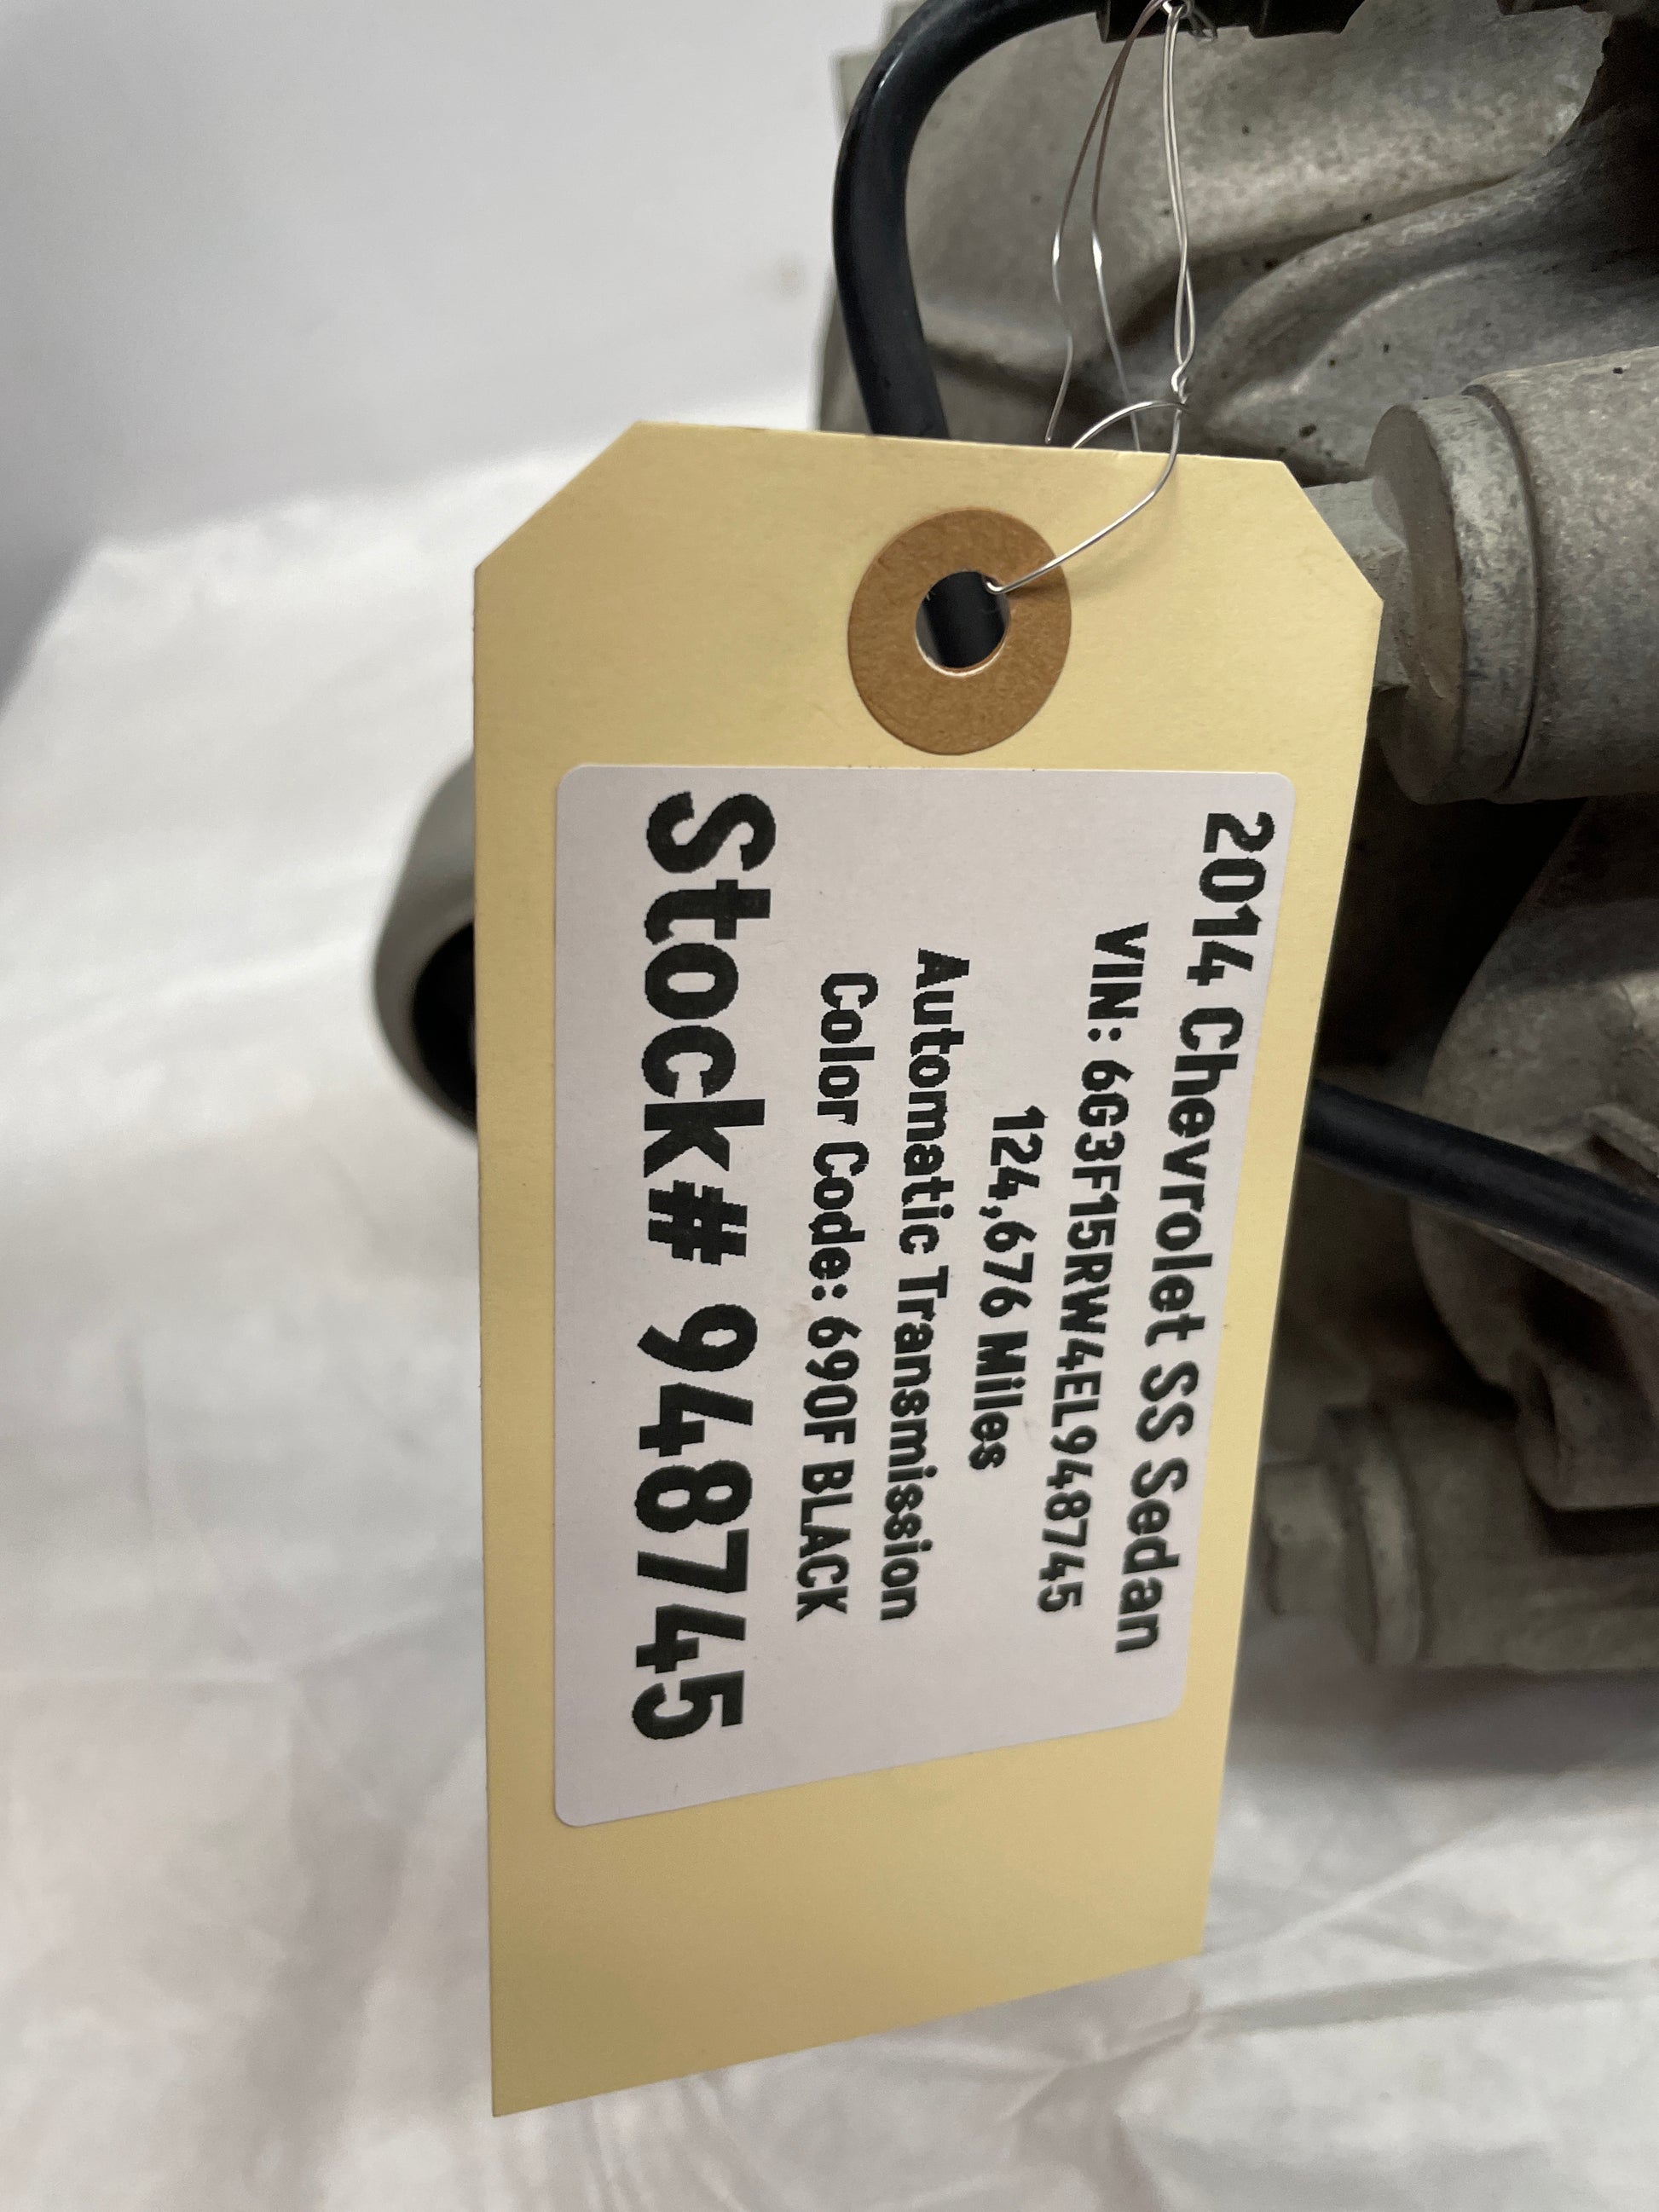 2014 Chevrolet SS Sedan
VIN: 6G3F15RW4EL948745
124,676 Miles
Automatic Transmission
Color Code: 690F BLACK
Stock# 948745